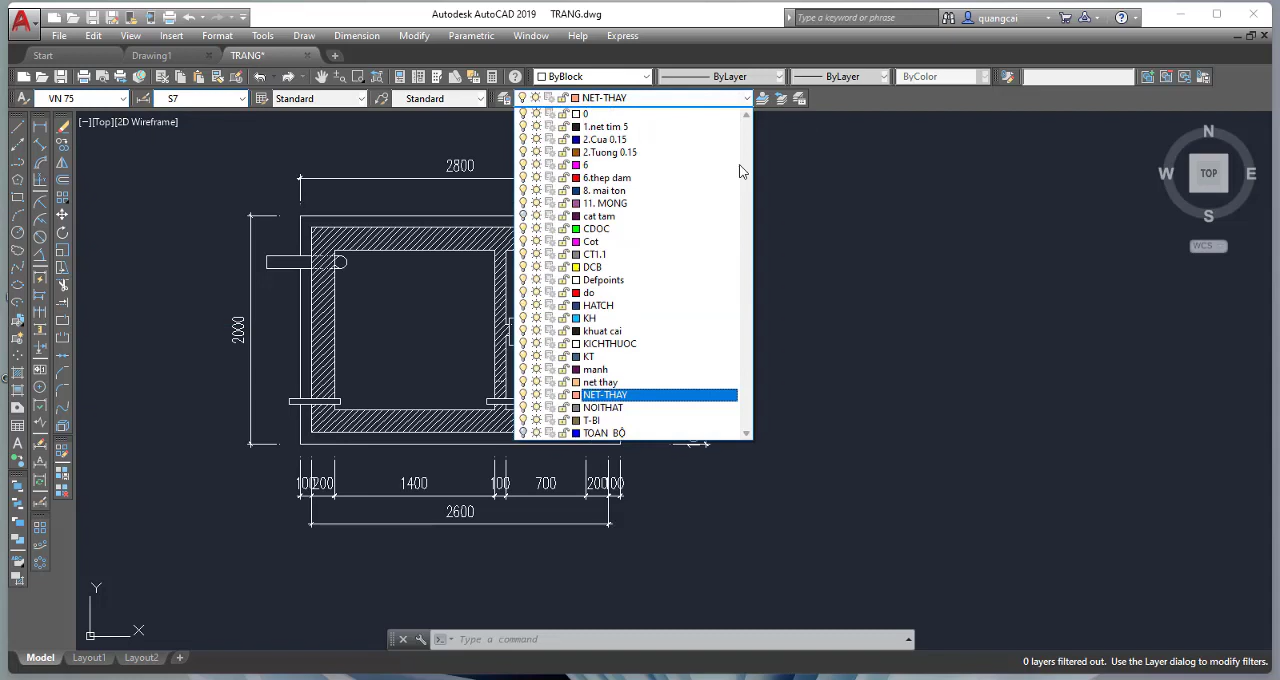 Autodesk AutoCAD 2019 TRANG.dwg
Type a keyword or phrase
quangcai
File Edit View Insert Format Tools Draw Dimension Modify Parametric Window Help Express
Start Drawing1 TRANG*
ByBlock ByLayer ByLayer ByColor
VN 75 S7 Standard Standard NET-THAY
[−][Top][2D Wireframe]
0
1.net tim 5
2.Cua 0.15
2.Tuong 0.15
6
6.thep dam
8. mai ton
11. MONG
cat tam
CDOC
Cot
CT1.1
DCB
Defpoints
do
HATCH
KH
khuat cai
KICHTHUOC
KT
manh
net thay
NET-THAY
NOITHAT
T-BI
TOAN BỘ
N
W TOP E
S
WCS
2800
2000
100 200 1400 100 700 200 100
2600
Y
X
Type a command
Model Layout1 Layout2
0 layers filtered out. Use the Layer dialog to modify filters.